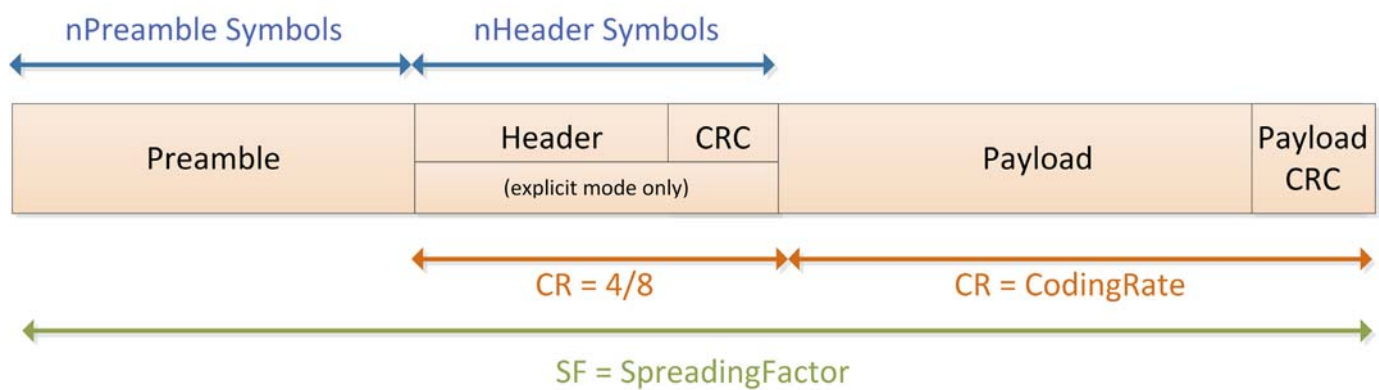 nPreamble Symbols
nHeader Symbols
Preamble
Header
CRC
(explicit mode only)
Payload
Payload
CRC
CR = 4/8
CR = CodingRate
SF = SpreadingFactor